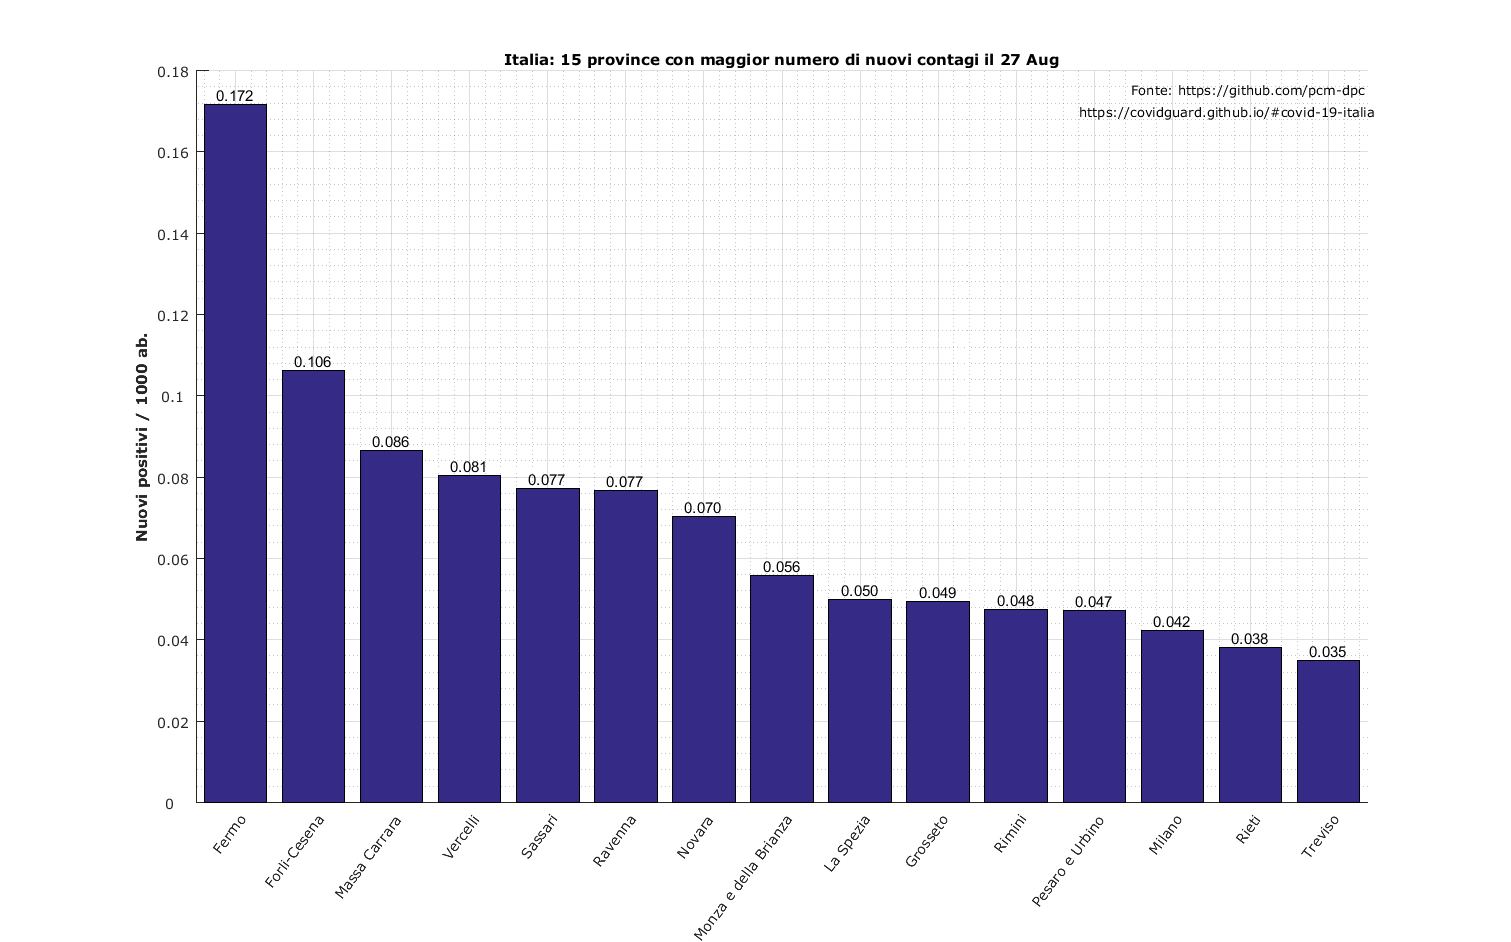 Italia: 15 province con maggior numero di nuovi contagi il 27 Aug
Fonte: https://github.com/pcm-dpc
https://covidguard.github.io/#covid-19-italia
Nuovi positivi / 1000 ab.
0.18
0.16
0.14
0.12
0.1
0.08
0.06
0.04
0.02
0
0.172
0.106
0.086
0.081
0.077
0.077
0.070
0.056
0.050
0.049
0.048
0.047
0.042
0.038
0.035
Fermo
Forlì-Cesena
Massa Carrara
Vercelli
Sassari
Ravenna
Novara
Monza e della Brianza
La Spezia
Grosseto
Rimini
Pesaro e Urbino
Milano
Rieti
Treviso